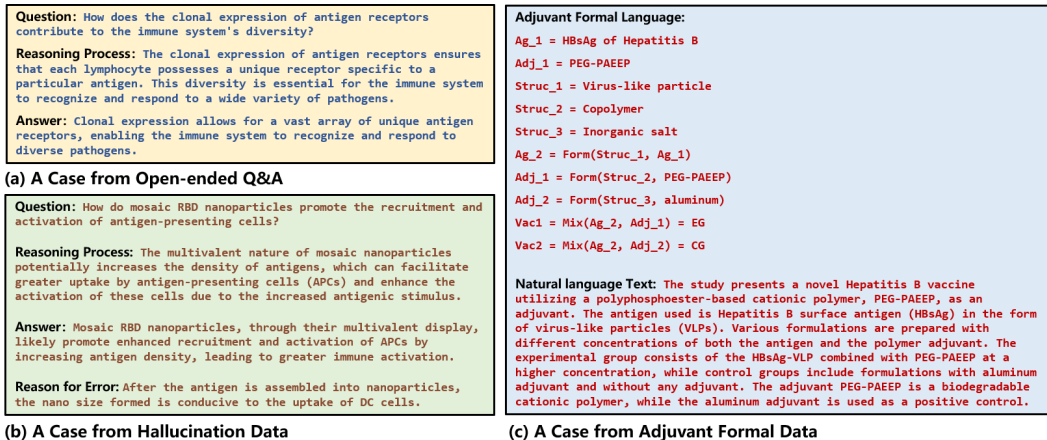 Question: How does the clonal expression of antigen receptors
contribute to the immune system's diversity?
Reasoning Process: The clonal expression of antigen receptors ensures
that each lymphocyte possesses a unique receptor specific to a
particular antigen. This diversity is essential for the immune system
to recognize and respond to a wide variety of pathogens.
Answer: Clonal expression allows for a vast array of unique antigen
receptors, enabling the immune system to recognize and respond to
diverse pathogens.
(a) A Case from Open-ended Q&A
Question: How do mosaic RBD nanoparticles promote the recruitment and
activation of antigen-presenting cells?
Reasoning Process: The multivalent nature of mosaic nanoparticles
potentially increases the density of antigens, which can facilitate
greater uptake by antigen-presenting cells (APCs) and enhance the
activation of these cells due to the increased antigenic stimulus.
Answer: Mosaic RBD nanoparticles, through their multivalent display,
likely promote enhanced recruitment and activation of APCs by
increasing antigen density, leading to greater immune activation.
Reason for Error: After the antigen is assembled into nanoparticles,
the nano size formed is conducive to the uptake of DC cells.
(b) A Case from Hallucination Data
Adjuvant Formal Language:
Ag_1 = HBsAg of Hepatitis B
Adj_1 = PEG-PAEEP
Struc_1 = Virus-like particle
Struc_2 = Copolymer
Struc_3 = Inorganic salt
Ag_2 = Form(Struc_1, Ag_1)
Adj_1 = Form(Struc_2, PEG-PAEEP)
Adj_2 = Form(Struc_3, aluminum)
Vac1 = Mix(Ag_2, Adj_1) = EG
Vac2 = Mix(Ag_2, Adj_2) = CG
Natural language Text: The study presents a novel Hepatitis B vaccine
utilizing a polyphosphoester-based cationic polymer, PEG-PAEEP, as an
adjuvant. The antigen used is Hepatitis B surface antigen (HBsAg) in the form
of virus-like particles (VLPs). Various formulations are prepared with
different concentrations of both the antigen and the polymer adjuvant. The
experimental group consists of the HBsAg-VLP combined with PEG-PAEEP at a
higher concentration, while control groups include formulations with aluminum
adjuvant and without any adjuvant. The adjuvant PEG-PAEEP is a biodegradable
cationic polymer, while the aluminum adjuvant is used as a positive control.
(c) A Case from Adjuvant Formal Data